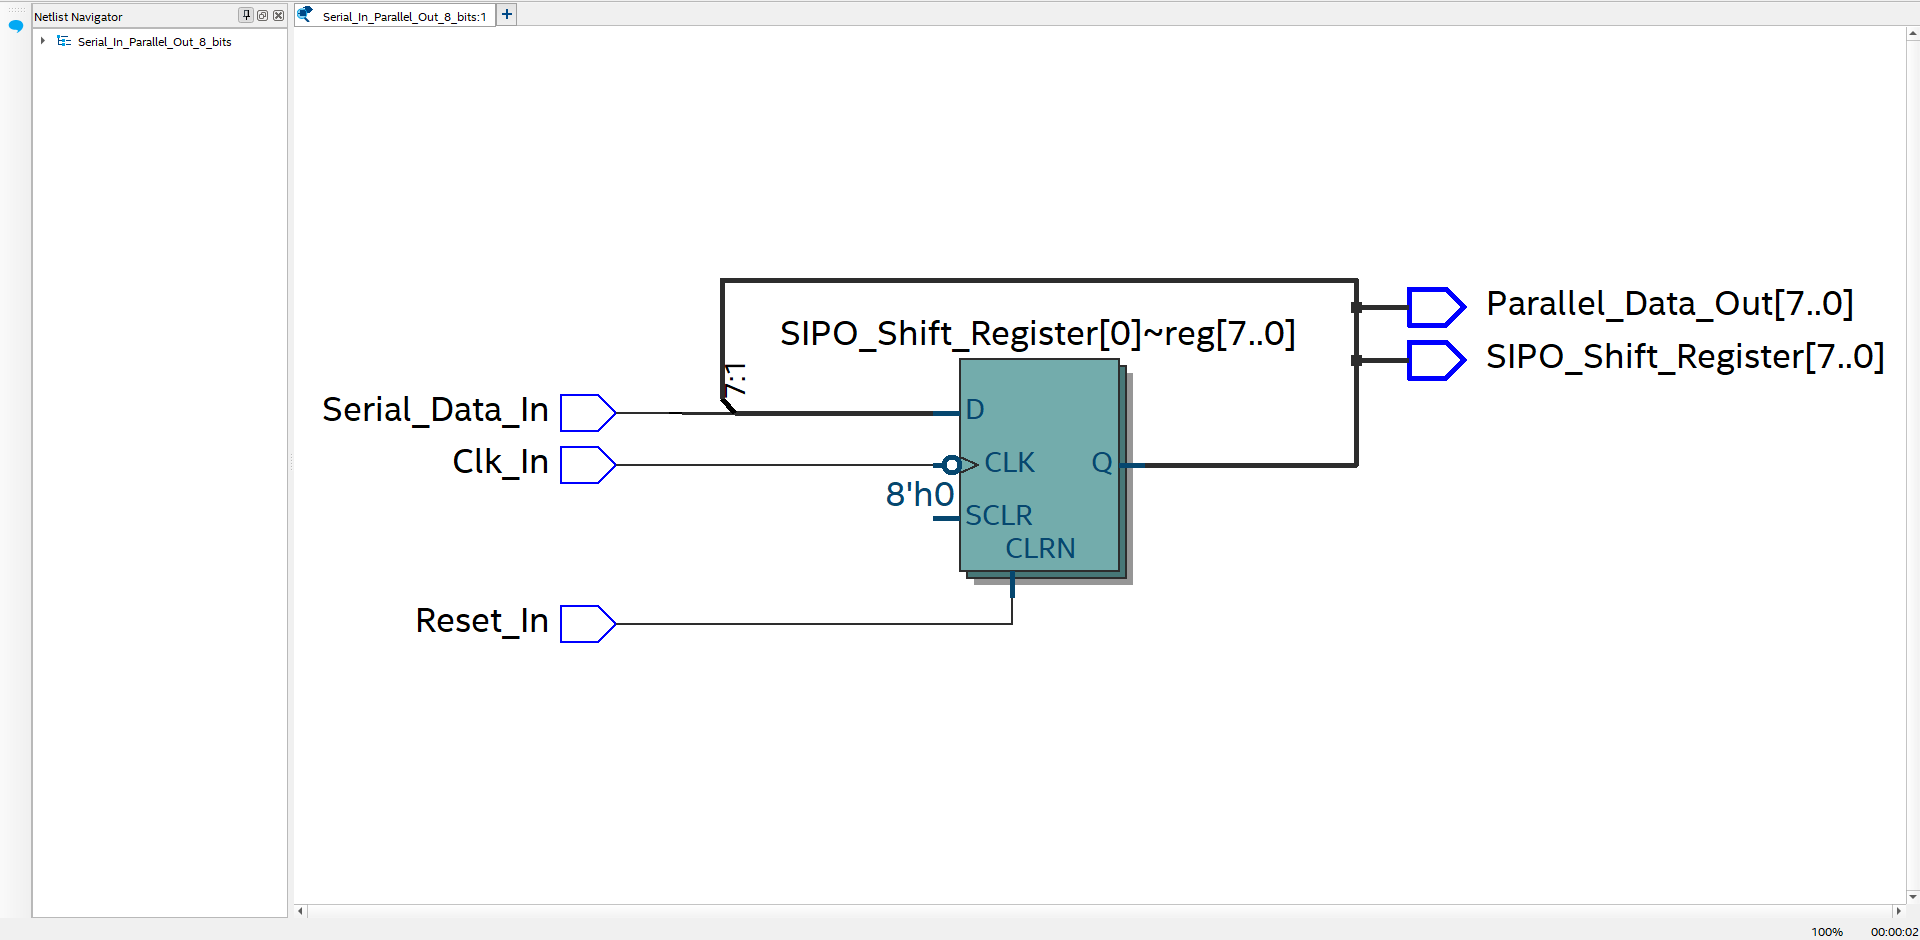 Netlist Navigator
Serial_In_Parallel_Out_8_bits:1
Serial_In_Parallel_Out_8_bits
Parallel_Data_Out[7..0]
SIPO_Shift_Register[0]~reg[7..0]
SIPO_Shift_Register[7..0]
7:1
Serial_Data_In
D
Clk_In
CLK
Q
8'h0
SCLR
CLRN
Reset_In
100%
00:00:02